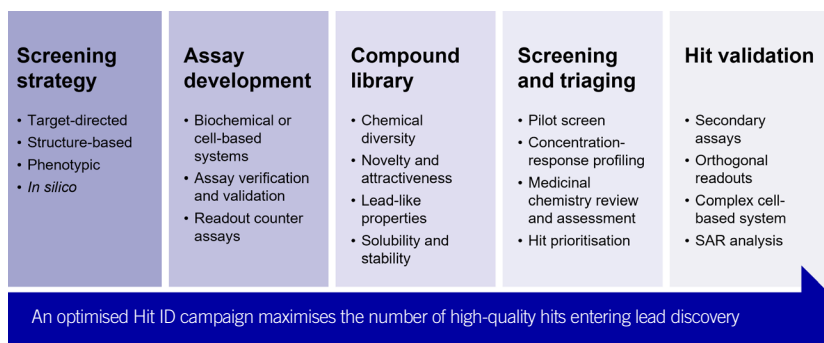 Screening
strategy
• Target-directed
• Structure-based
• Phenotypic
• In silico
Assay
development
• Biochemical or
cell-based
systems
• Assay verification
and validation
• Readout counter
assays
Compound
library
• Chemical
diversity
• Novelty and
attractiveness
• Lead-like
properties
• Solubility and
stability
Screening
and triaging
• Pilot screen
• Concentration-
response profiling
• Medicinal
chemistry review
and assessment
• Hit prioritisation
Hit validation
• Secondary
assays
• Orthogonal
readouts
• Complex cell-
based system
• SAR analysis
An optimised Hit ID campaign maximises the number of high-quality hits entering lead discovery